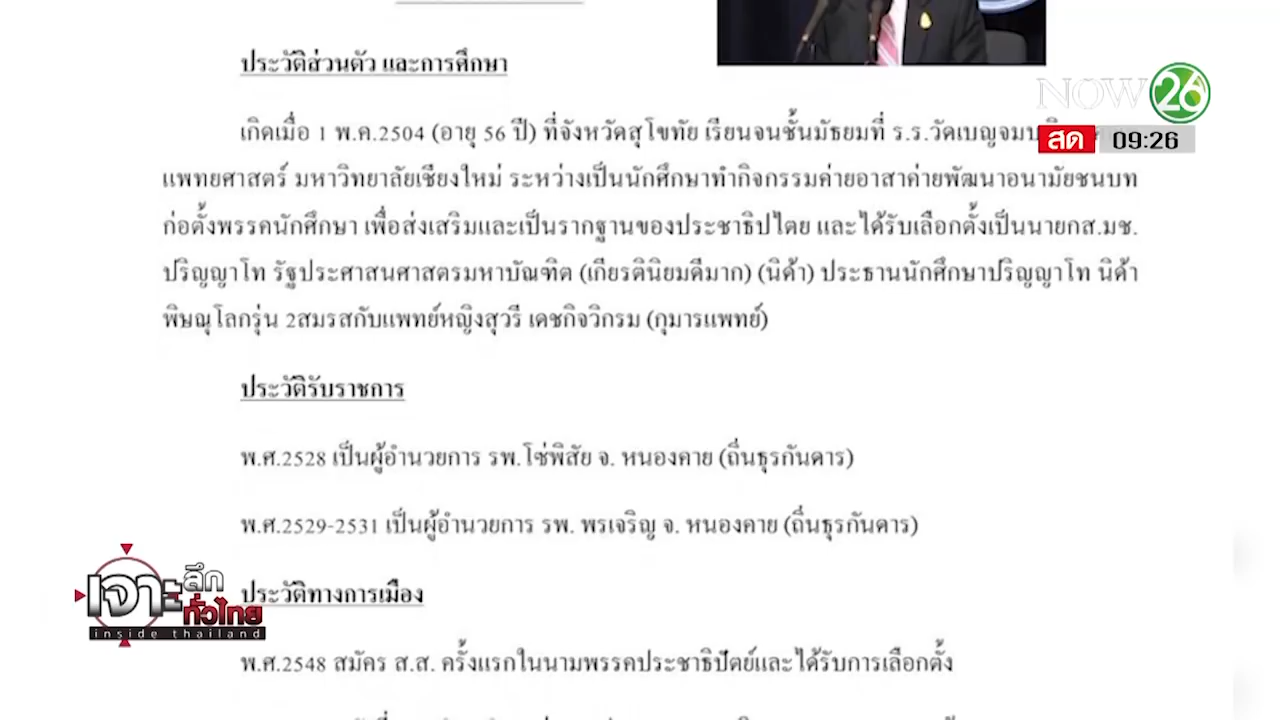 ประวัติส่วนตัว และการศึกษา
NOW 26
สด 09:26
เกิดเมื่อ 1 พ.ค.2504 (อายุ 56 ปี) ที่จังหวัดสุโขทัย เรียนจนชั้นมัธยมที่ ร.ร.วัดเบญจม
แพทยศาสตร์ มหาวิทยาลัยเชียงใหม่ ระหว่างเป็นนักศึกษาทำกิจกรรมค่ายอาสาค่ายพัฒนาอนามัยชนบท
ก่อตั้งพรรคนักศึกษา เพื่อส่งเสริมและเป็นรากฐานของประชาธิปไตย และได้รับเลือกตั้งเป็นนายกส.มช.
ปริญญาโท รัฐประศาสนศาสตรมหาบัณฑิต (เกียรตินิยมดีมาก) (นิด้า) ประธานนักศึกษาปริญญาโท นิด้า
พิษณุโลกรุ่น 2สมรสกับแพทย์หญิงสุวรี เดชกิจวิกรม (กุมารแพทย์)
ประวัติรับราชการ
พ.ศ.2528 เป็นผู้อำนวยการ รพ.โซ่พิสัย จ. หนองคาย (ถิ่นธุรกันดาร)
พ.ศ.2529-2531 เป็นผู้อำนวยการ รพ. พรเจริญ จ. หนองคาย (ถิ่นธุรกันดาร)
ประวัติทางการเมือง
เจาะลึกทั่วไทย
inside thailand
พ.ศ.2548 สมัคร ส.ส. ครั้งแรกในนามพรรคประชาธิปัตย์และได้รับการเลือกตั้ง